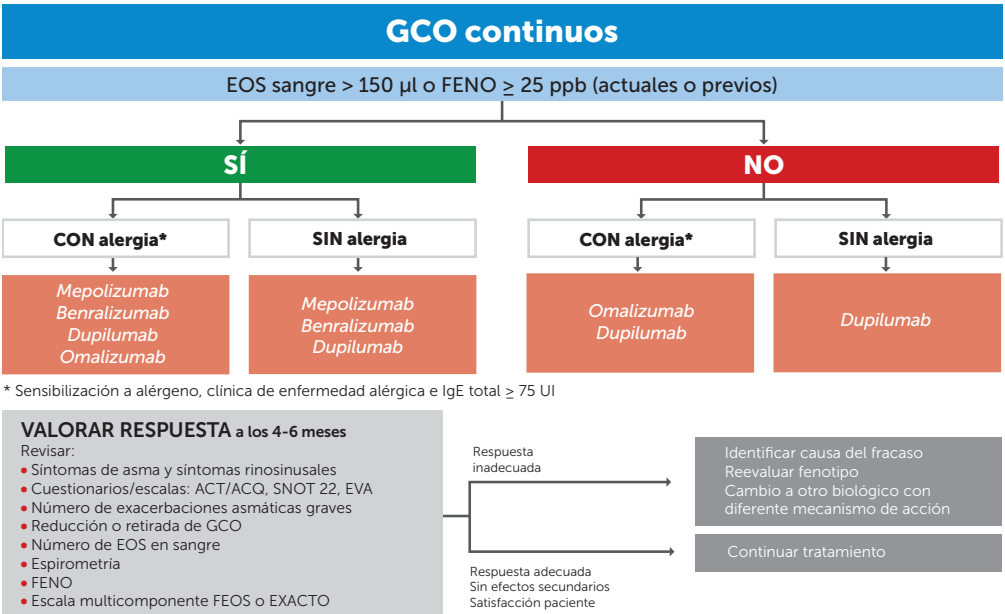 GCO continuos
EOS sangre > 150 µl o FENO ≥ 25 ppb (actuales o previos)
SÍ
NO
CON alergia*
SIN alergia
CON alergia*
SIN alergia
Mepolizumab
Benralizumab
Dupilumab
Omalizumab
Mepolizumab
Benralizumab
Dupilumab
Omalizumab
Dupilumab
Dupilumab
* Sensibilización a alérgeno, clínica de enfermedad alérgica e IgE total ≥ 75 UI
VALORAR RESPUESTA a los 4-6 meses
Revisar:
• Síntomas de asma y síntomas rinosinusales
• Cuestionarios/escalas: ACT/ACQ, SNOT 22, EVA
• Número de exacerbaciones asmáticas graves
• Reducción o retirada de GCO
• Número de EOS en sangre
• Espirometría
• FENO
• Escala multicomponente FEOS o EXACTO
Respuesta
inadecuada
Identificar causa del fracaso
Reevaluar fenotipo
Cambio a otro biológico con
diferente mecanismo de acción
Respuesta adecuada
Sin efectos secundarios
Satisfacción paciente
Continuar tratamiento